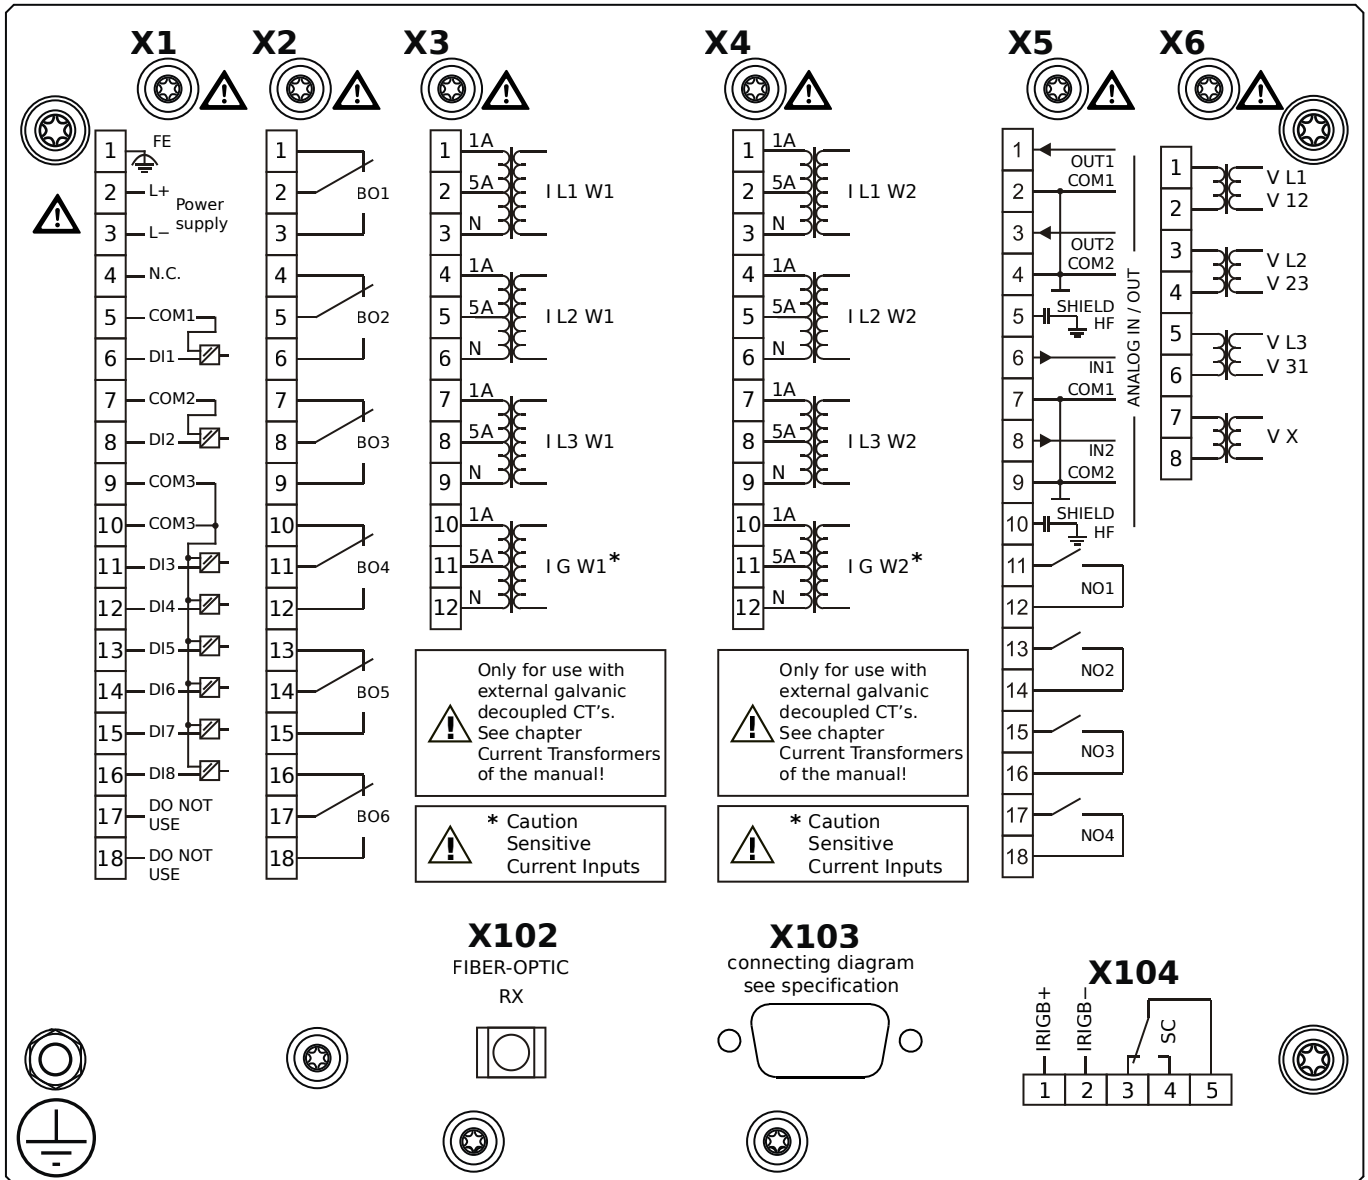 X1
X2
X3
X4
X5
X6
1 FE
2 L+
Power
supply
3 L−
4 N.C.
5 COM1
6 DI1
7 COM2
8 DI2
9 COM3
10 COM3
11 DI3
12 DI4
13 DI5
14 DI6
15 DI7
16 DI8
17 DO NOT
USE
18 DO NOT
USE
1
2 BO1
3
4
5 BO2
6
7
8 BO3
9
10
11 BO4
12
13
14 BO5
15
16
17 BO6
18
1 1A
2 5A I L1 W1
3 N
4 1A
5 5A I L2 W1
6 N
7 1A
8 5A I L3 W1
9 N
10 1A
11 5A I G W1*
12 N
Only for use with
external galvanic
decoupled CT's.
See chapter
Current Transformers
of the manual!
* Caution
Sensitive
Current Inputs
1 1A
2 5A I L1 W2
3 N
4 1A
5 5A I L2 W2
6 N
7 1A
8 5A I L3 W2
9 N
10 1A
11 5A I G W2*
12 N
Only for use with
external galvanic
decoupled CT's.
See chapter
Current Transformers
of the manual!
* Caution
Sensitive
Current Inputs
1 OUT1
2 COM1
3 OUT2
4 COM2
5 SHIELD
HF
6 IN1
7 COM1
8 IN2
9 COM2
10 SHIELD
HF
ANALOG IN / OUT
11
NO1
12
13
NO2
14
15
NO3
16
17
NO4
18
1 V L1
2 V 12
3 V L2
4 V 23
5 V L3
6 V 31
7
V X
8
X102
FIBER-OPTIC
RX
X103
connecting diagram
see specification
X104
IRIGB+
IRIGB−
SC
1 2 3 4 5